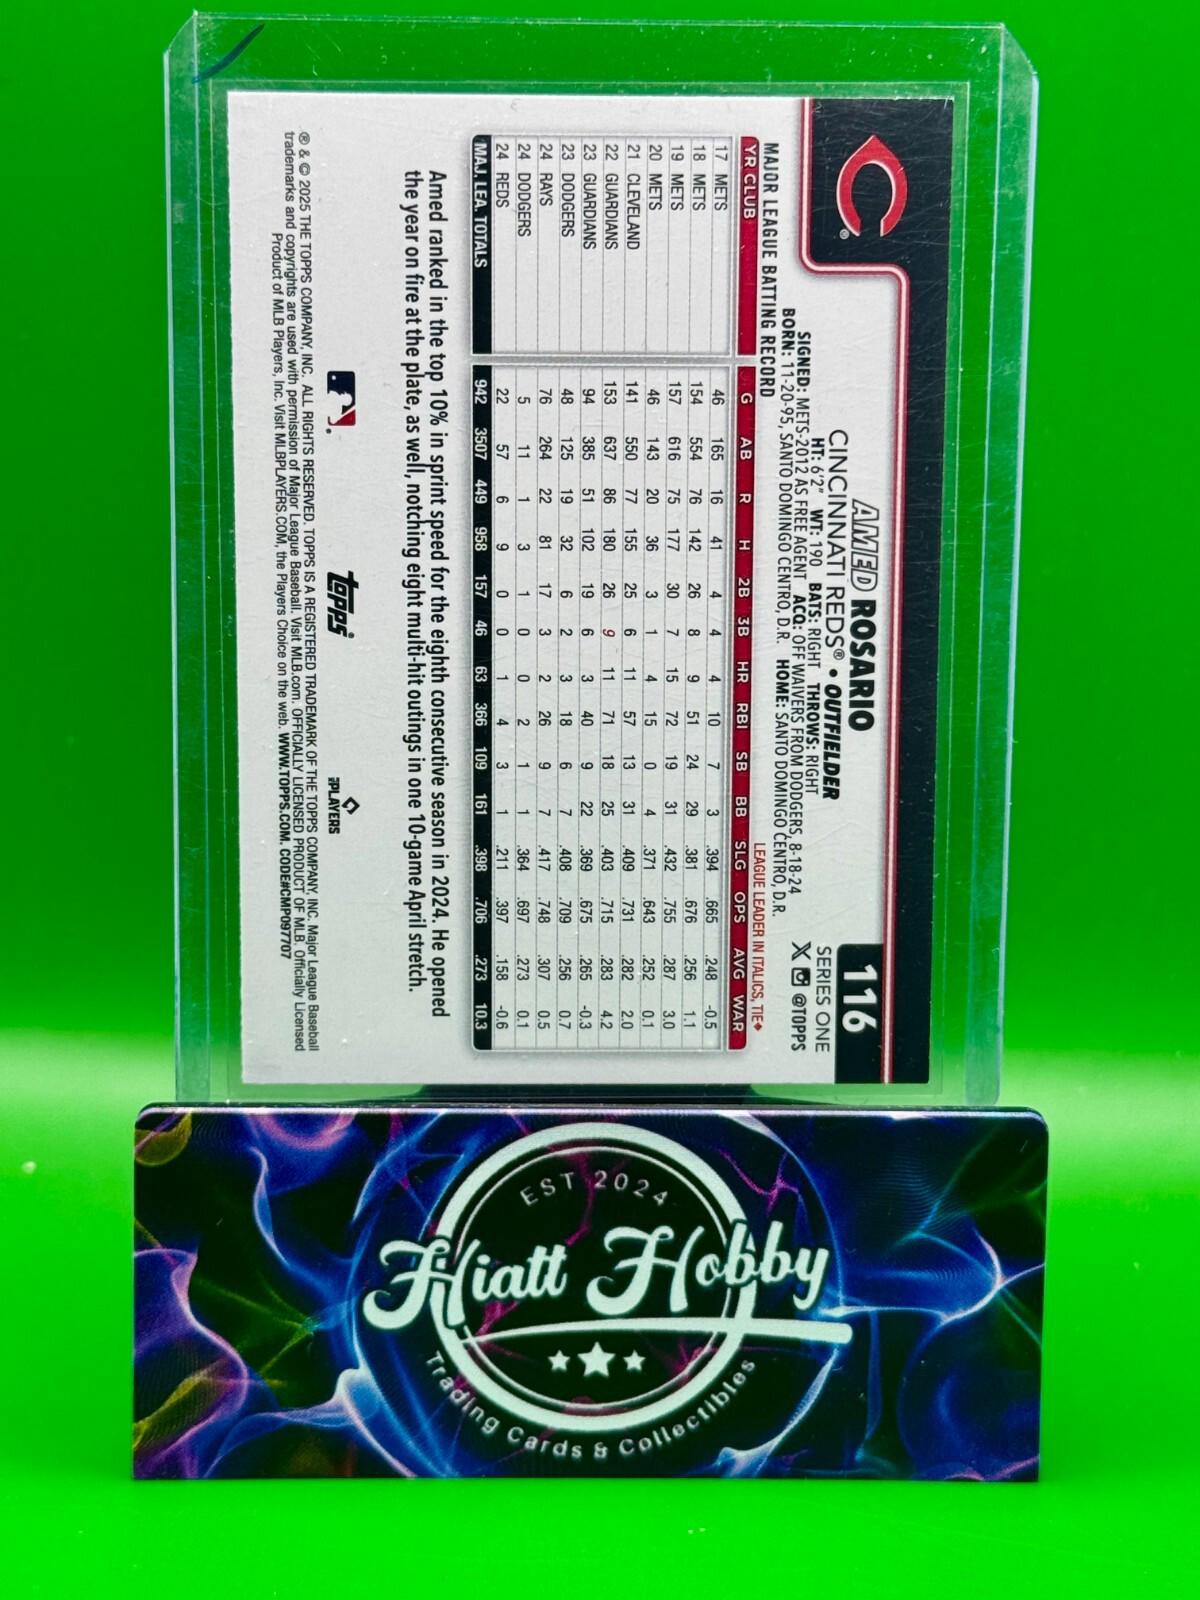 116
SERIES ONE
@TOPPS
AMED ROSARIO
CINCINNATI REDS® • OUTFIELDER
HT: 6'2" WT: 190 BATS: RIGHT THROWS: RIGHT
SIGNED: METS-2012 AS FREE AGENT ACQ: OFF WAIVERS FROM DODGERS, 8-18-24
BORN: 11-20-95, SANTO DOMINGO CENTRO, D.R. HOME: SANTO DOMINGO CENTRO, D.R.
MAJOR LEAGUE BATTING RECORD LEAGUE LEADER IN ITALICS, TIE♦
YR CLUB G AB R H 2B 3B HR RBI SB BB SLG OPS AVG WAR
17 METS 46 165 16 41 4 4 4 10 7 3 .394 .665 .248 -0.5
18 METS 154 554 76 142 26 8 9 51 24 29 .381 .676 .256 1.1
19 METS 157 616 75 177 30 7 15 72 19 31 .432 .755 .287 3.0
20 METS 46 143 20 36 3 1 4 15 0 4 .371 .643 .252 0.1
21 CLEVELAND 141 550 77 155 25 6 11 57 13 31 .409 .731 .282 2.0
22 GUARDIANS 153 637 86 180 26 9 11 71 18 25 .403 .715 .283 4.2
23 GUARDIANS 94 385 51 102 19 6 3 40 9 22 .369 .675 .265 -0.3
23 DODGERS 48 125 19 32 6 2 3 18 6 7 .408 .709 .256 0.7
24 RAYS 76 264 22 81 17 3 2 26 9 7 .417 .748 .307 0.5
24 DODGERS 5 11 1 3 1 0 0 2 1 1 .364 .697 .273 0.1
24 REDS 22 57 6 9 0 0 1 4 3 1 .211 .397 .158 -0.6
MAJ. LEA. TOTALS 942 3507 449 958 157 46 63 366 109 161 .398 .706 .273 10.3
Amed ranked in the top 10% in sprint speed for the eighth consecutive season in 2024. He opened
the year on fire at the plate, as well, notching eight multi-hit outings in one 10-game April stretch.
topps®
PLAYERS
® & © 2025 THE TOPPS COMPANY, INC. ALL RIGHTS RESERVED. TOPPS IS A REGISTERED TRADEMARK OF THE TOPPS COMPANY, INC. Major League Baseball
trademarks and copyrights are used with permission of Major League Baseball. Visit MLB.com. OFFICIALLY LICENSED PRODUCT OF MLB. Officially Licensed
Product of MLB Players, Inc. Visit MLBPLAYERS.COM, the Players Choice on the web. WWW.TOPPS.COM. CODE#CMP097707
EST 2024
Hiatt Hobby
Trading Cards & Collectibles